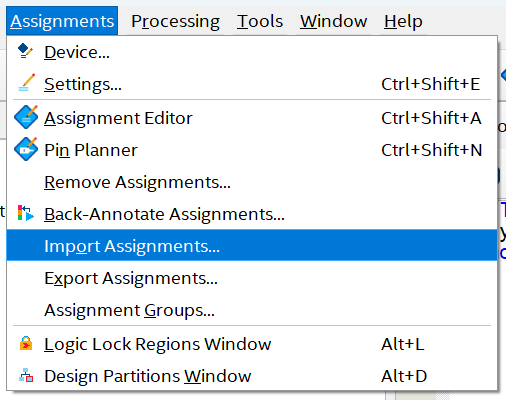 Assignments Processing Tools Window Help
Device...
Settings... Ctrl+Shift+E
Assignment Editor Ctrl+Shift+A
Pin Planner Ctrl+Shift+N
Remove Assignments...
Back-Annotate Assignments...
Import Assignments...
Export Assignments...
Assignment Groups...
Logic Lock Regions Window Alt+L
Design Partitions Window Alt+D